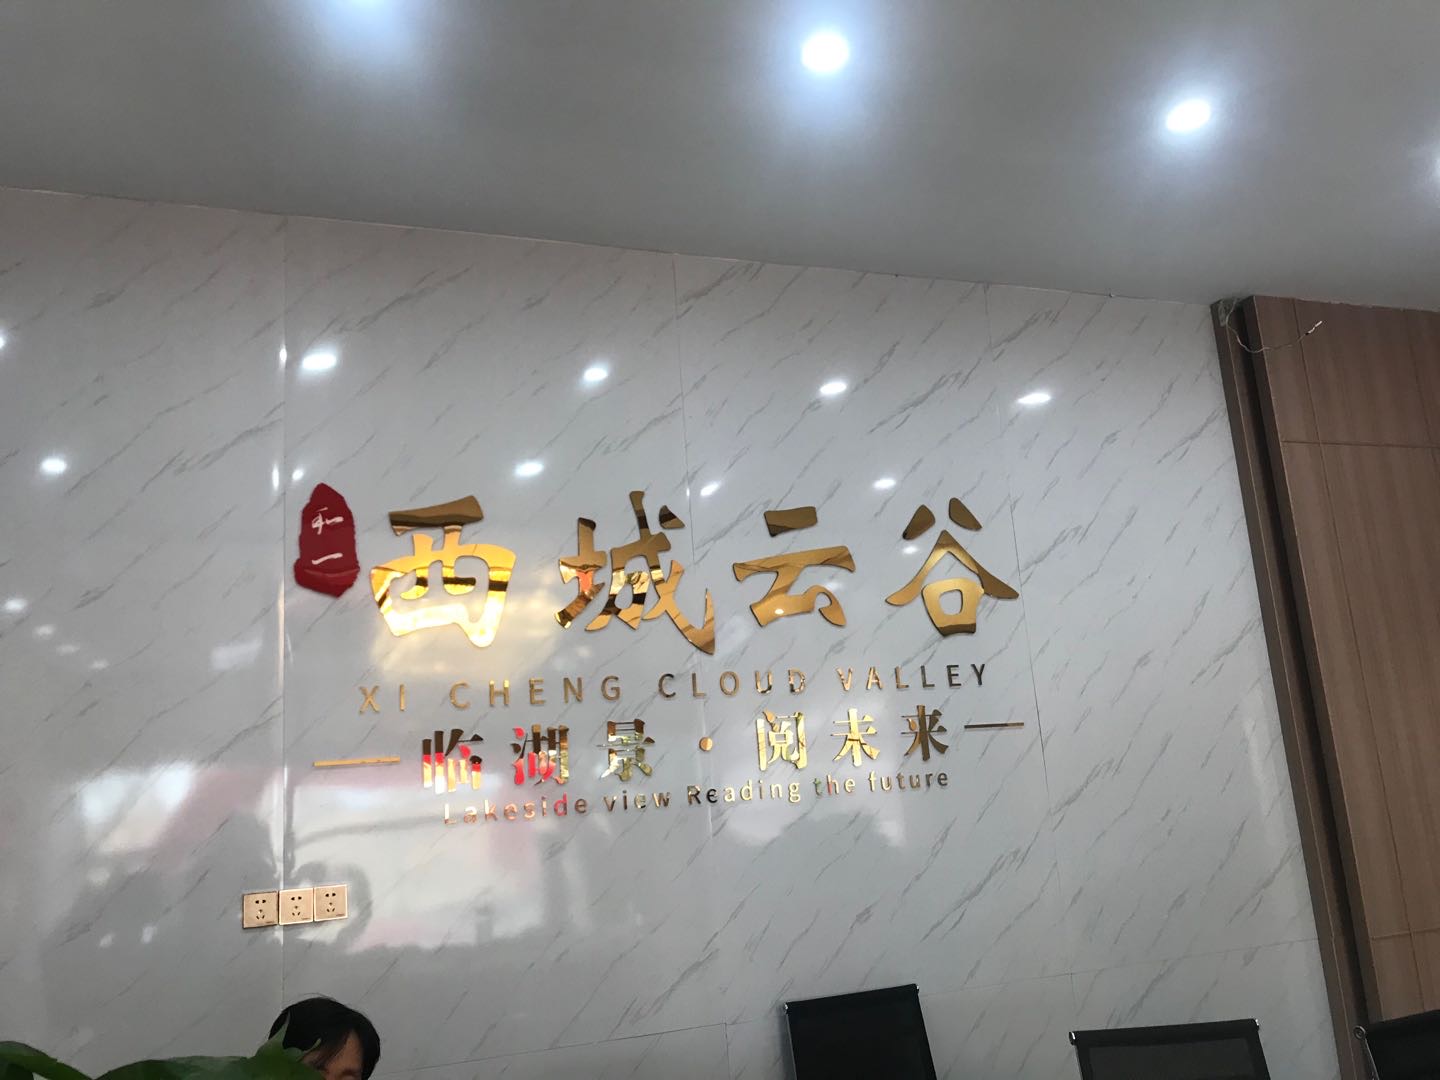 和一
西城云谷
XI CHENG CLOUD VALLEY
临湖景·阅未来
Lakeside view Reading the future